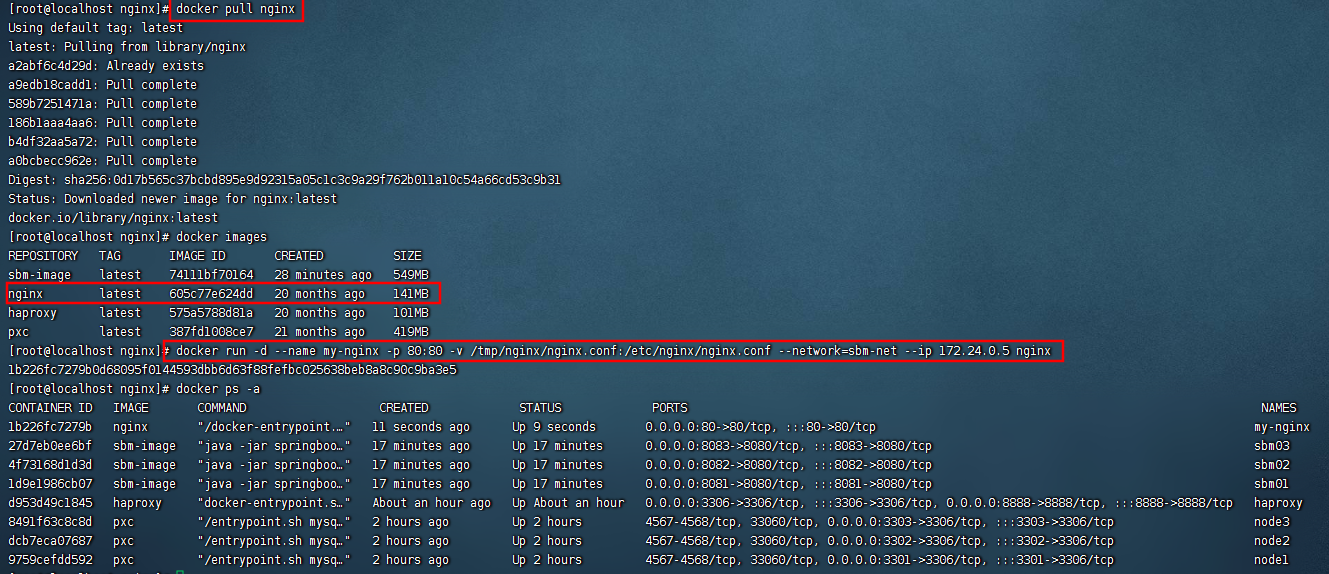 [root@localhost nginx]# docker pull nginx
Using default tag: latest
latest: Pulling from library/nginx
a2abf6c4d29d: Already exists
a9edb18cadd1: Pull complete
589b7251471a: Pull complete
186b1aaa4aa6: Pull complete
b4df32aa5a72: Pull complete
a0bcbecc962e: Pull complete
Digest: sha256:0d17b565c37bcbd895e9d92315a05c1c3c9a29f762b011a10c54a66cd53c9b31
Status: Downloaded newer image for nginx:latest
docker.io/library/nginx:latest
[root@localhost nginx]# docker images
REPOSITORY   TAG       IMAGE ID       CREATED          SIZE
sbm-image    latest    74111bf70164   28 minutes ago   549MB
nginx        latest    605c77e624dd   20 months ago    141MB
haproxy      latest    575a5788d81a   20 months ago    101MB
pxc          latest    387fd1008ce7   21 months ago    419MB
[root@localhost nginx]# docker run -d --name my-nginx -p 80:80 -v /tmp/nginx/nginx.conf:/etc/nginx/nginx.conf --network=sbm-net --ip 172.24.0.5 nginx
1b226fc7279b0d68095f0144593dbb6d63f88fefbc025638beb8a8c90c9ba3e5
[root@localhost nginx]# docker ps -a
CONTAINER ID   IMAGE       COMMAND                  CREATED             STATUS             PORTS                                                                                  NAMES
1b226fc7279b   nginx       "/docker-entrypoint.…"   11 seconds ago      Up 9 seconds       0.0.0.0:80->80/tcp, :::80->80/tcp                                                      my-nginx
27d7eb0ee6bf   sbm-image   "java -jar springboo…"   17 minutes ago      Up 17 minutes      0.0.0.0:8083->8080/tcp, :::8083->8080/tcp                                              sbm03
4f73168d1d3d   sbm-image   "java -jar springboo…"   17 minutes ago      Up 17 minutes      0.0.0.0:8082->8080/tcp, :::8082->8080/tcp                                              sbm02
1d9e1986cb07   sbm-image   "java -jar springboo…"   17 minutes ago      Up 17 minutes      0.0.0.0:8081->8080/tcp, :::8081->8080/tcp                                              sbm01
d953d49c1845   haproxy     "docker-entrypoint.s…"   About an hour ago   Up About an hour   0.0.0.0:3306->3306/tcp, :::3306->3306/tcp, 0.0.0.0:8888->8888/tcp, :::8888->8888/tcp   haproxy
8491f63c8c8d   pxc         "/entrypoint.sh mysq…"   2 hours ago         Up 2 hours         4567-4568/tcp, 33060/tcp, 0.0.0.0:3303->3306/tcp, :::3303->3306/tcp                    node3
dcb7eca07687   pxc         "/entrypoint.sh mysq…"   2 hours ago         Up 2 hours         4567-4568/tcp, 33060/tcp, 0.0.0.0:3302->3306/tcp, :::3302->3306/tcp                    node2
9759cefdd592   pxc         "/entrypoint.sh mysq…"   2 hours ago         Up 2 hours         4567-4568/tcp, 33060/tcp, 0.0.0.0:3301->3306/tcp, :::3301->3306/tcp                    node1